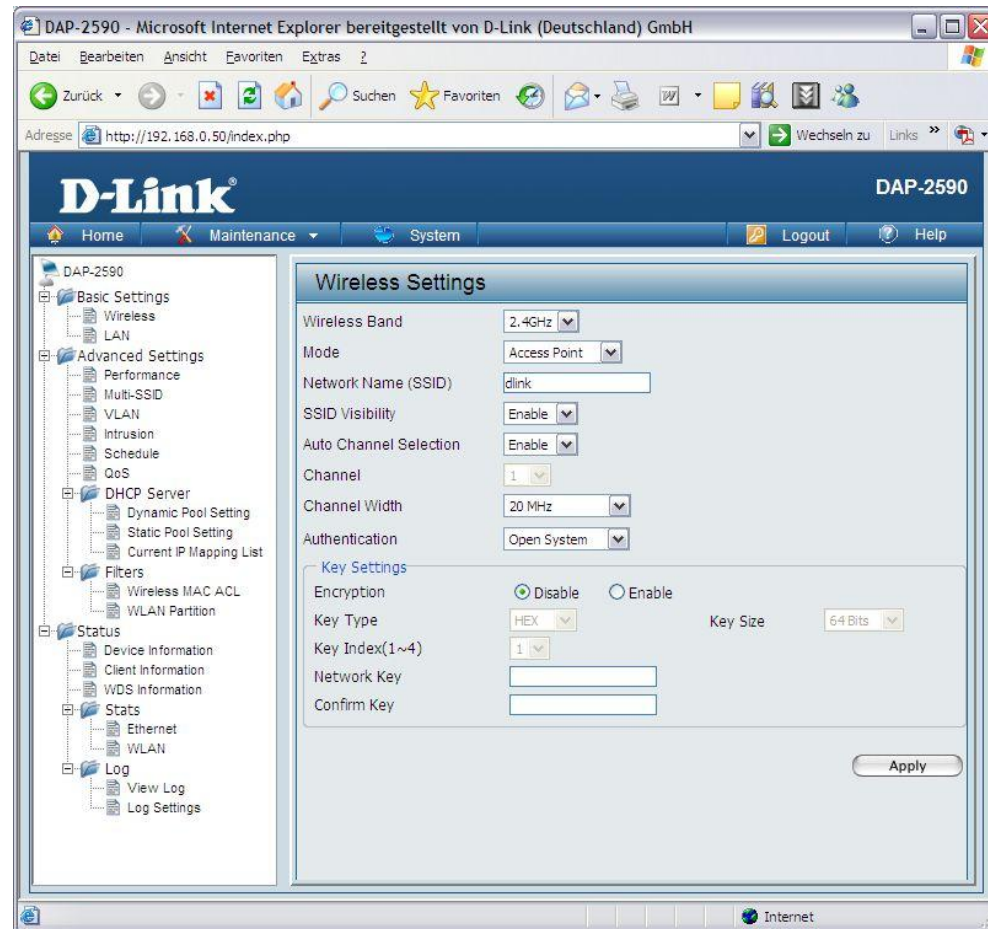 DAP-2590 - Microsoft Internet Explorer bereitgestellt von D-Link (Deutschland) GmbH
Datei Bearbeiten Ansicht Favoriten Extras ?
Zurück Suchen Favoriten
Adresse http://192.168.0.50/index.php Wechseln zu Links »
D-Link® DAP-2590
Home Maintenance System Logout Help
DAP-2590
Basic Settings
Wireless
LAN
Advanced Settings
Performance
Multi-SSID
VLAN
Intrusion
Schedule
QoS
DHCP Server
Dynamic Pool Setting
Static Pool Setting
Current IP Mapping List
Filters
Wireless MAC ACL
WLAN Partition
Status
Device Information
Client Information
WDS Information
Stats
Ethernet
WLAN
Log
View Log
Log Settings
Wireless Settings
Wireless Band 2.4GHz
Mode Access Point
Network Name (SSID) dlink
SSID Visibility Enable
Auto Channel Selection Enable
Channel 1
Channel Width 20 MHz
Authentication Open System
Key Settings
Encryption Disable Enable
Key Type HEX Key Size 64 Bits
Key Index(1~4) 1
Network Key
Confirm Key
Apply
Internet